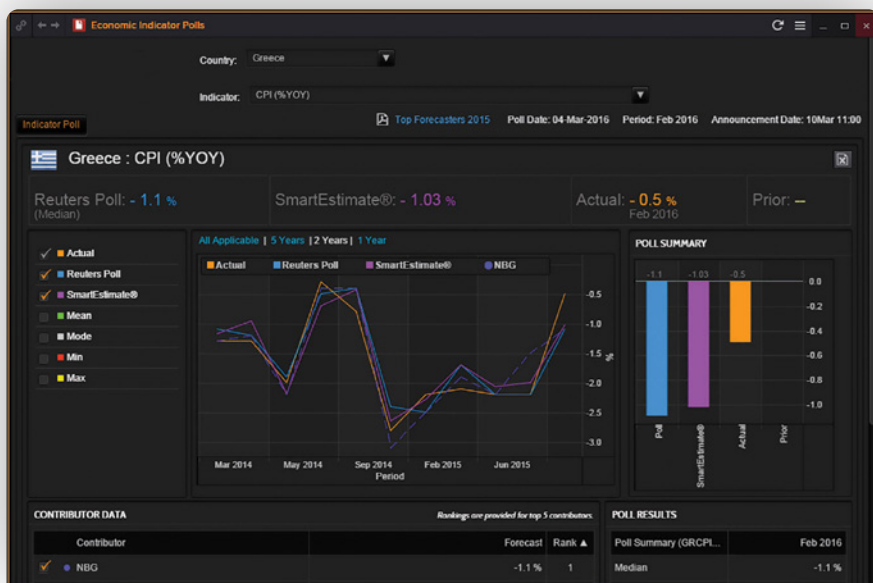 Economic Indicator Polls
Country: Greece
Indicator: CPI (%YOY)
Indicator Poll
Top Forecasters 2015 Poll Date: 04-Mar-2016 Period: Feb 2016 Announcement Date: 10Mar 11:00
Greece : CPI (%YOY)
Reuters Poll: - 1.1 %
(Median)
SmartEstimate®: - 1.03 %
Actual: - 0.5 %
Feb 2016
Prior: --
Actual
Reuters Poll
SmartEstimate®
Mean
Mode
Min
Max
All Applicable | 5 Years | 2 Years | 1 Year
Actual Reuters Poll SmartEstimate® NBG
-0.5
-1.0
-1.5
-2.0
-2.5
-3.0
%
Mar 2014 May 2014 Sep 2014 Feb 2015 Jun 2015
Period
POLL SUMMARY
-1.1 -1.03 -0.5
0.0
-0.2
-0.4
-0.6
-0.8
-1.0
Poll SmartEstimate® Actual Prior
CONTRIBUTOR DATA Rankings are provided for top 5 contributors.
Contributor Forecast Rank ▲
NBG -1.1 % 1
POLL RESULTS
Poll Summary (GRCPI... Feb 2016
Median -1.1 %